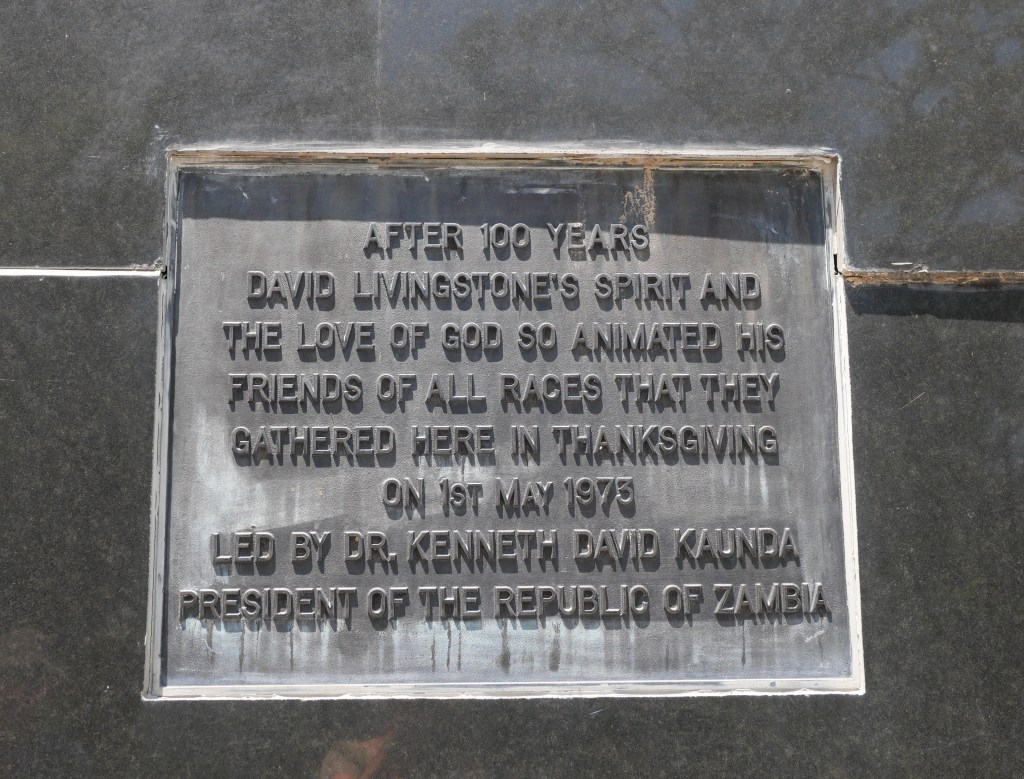 AFTER 100 YEARS
DAVID LIVINGSTONE'S SPIRIT AND
THE LOVE OF GOD SO ANIMATED HIS
FRIENDS OF ALL RACES THAT THEY
GATHERED HERE IN THANKSGIVING
ON 1ST MAY 1973
LED BY DR. KENNETH DAVID KAUNDA
PRESIDENT OF THE REPUBLIC OF ZAMBIA